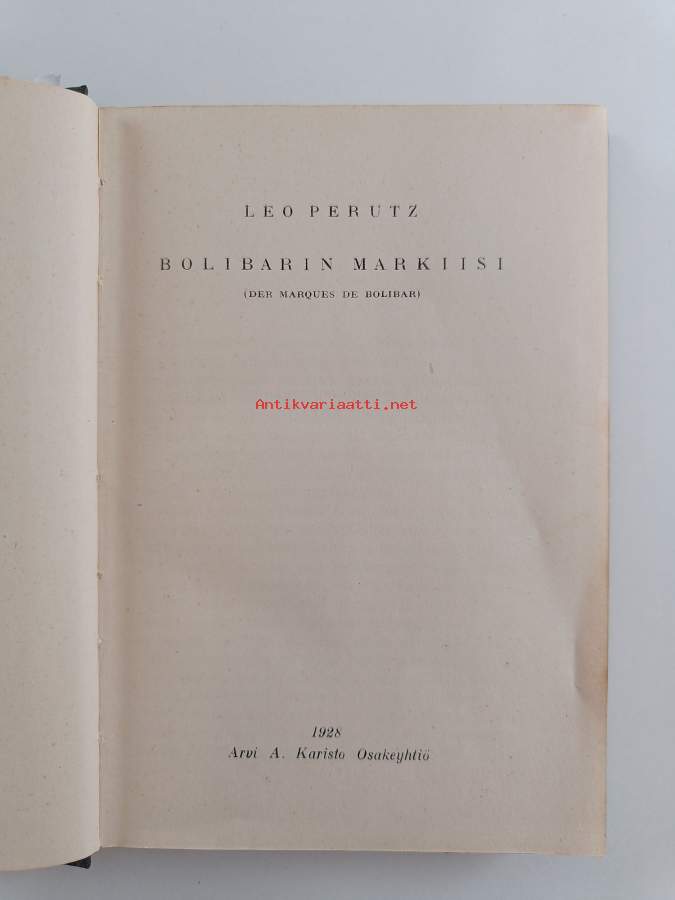 LEO PERUTZ
BOLIBARIN MARKIISI
(DER MARQUES DE BOLIBAR)
Antikvariaatti.net
1928
Arvi A. Karisto Osakeyhtiö